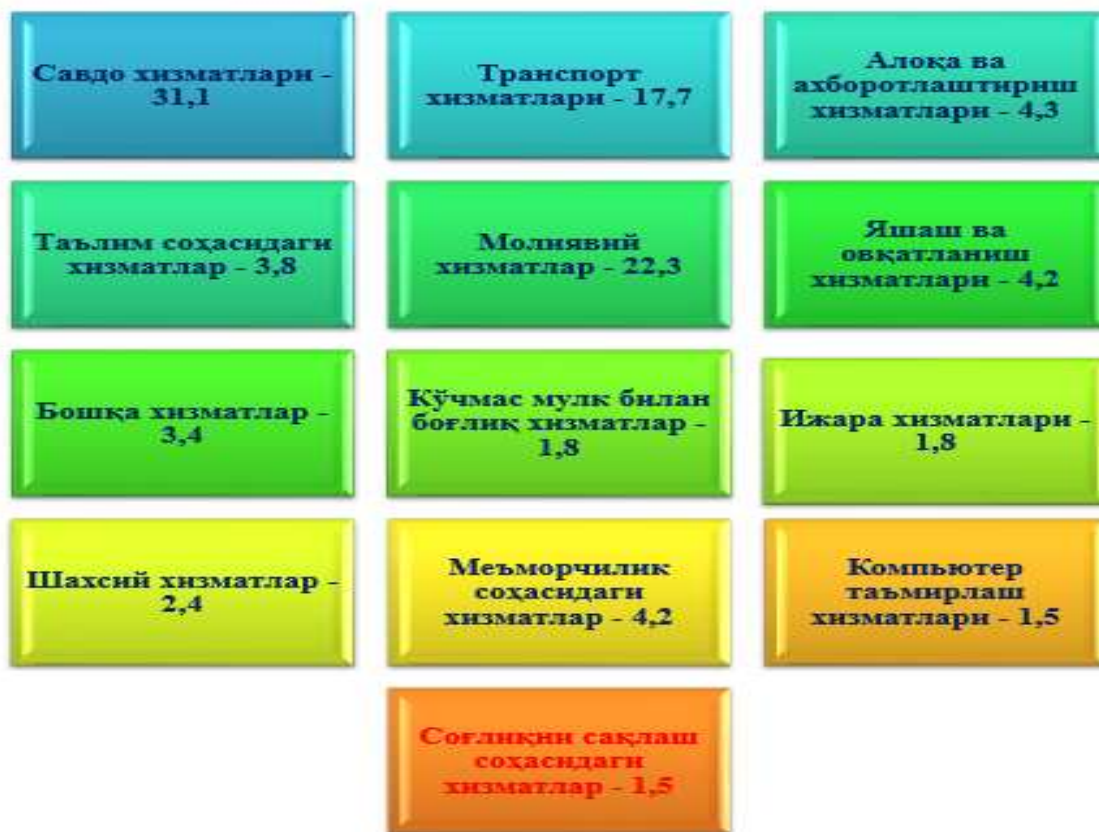 Савдо хизматлари -
31,1
Транспорт
хизматлари - 17,7
Алоқа ва
ахборотлаштириш
хизматлари - 4,3
Таълим соҳасидаги
хизматлар - 3,8
Молиявий
хизматлар - 22,3
Яшаш ва
овқатланиш
хизматлари - 4,2
Бошқа хизматлар -
3,4
Кўчмас мулк билан
боғлиқ хизматлар -
1,8
Ижара хизматлари -
1,8
Шахсий хизматлар -
2,4
Меъморчилик
соҳасидаги
хизматлар - 4,2
Компьютер
таъмирлаш
хизматлари - 1,5
Соғлиқни сақлаш
соҳасидаги
хизматлар - 1,5